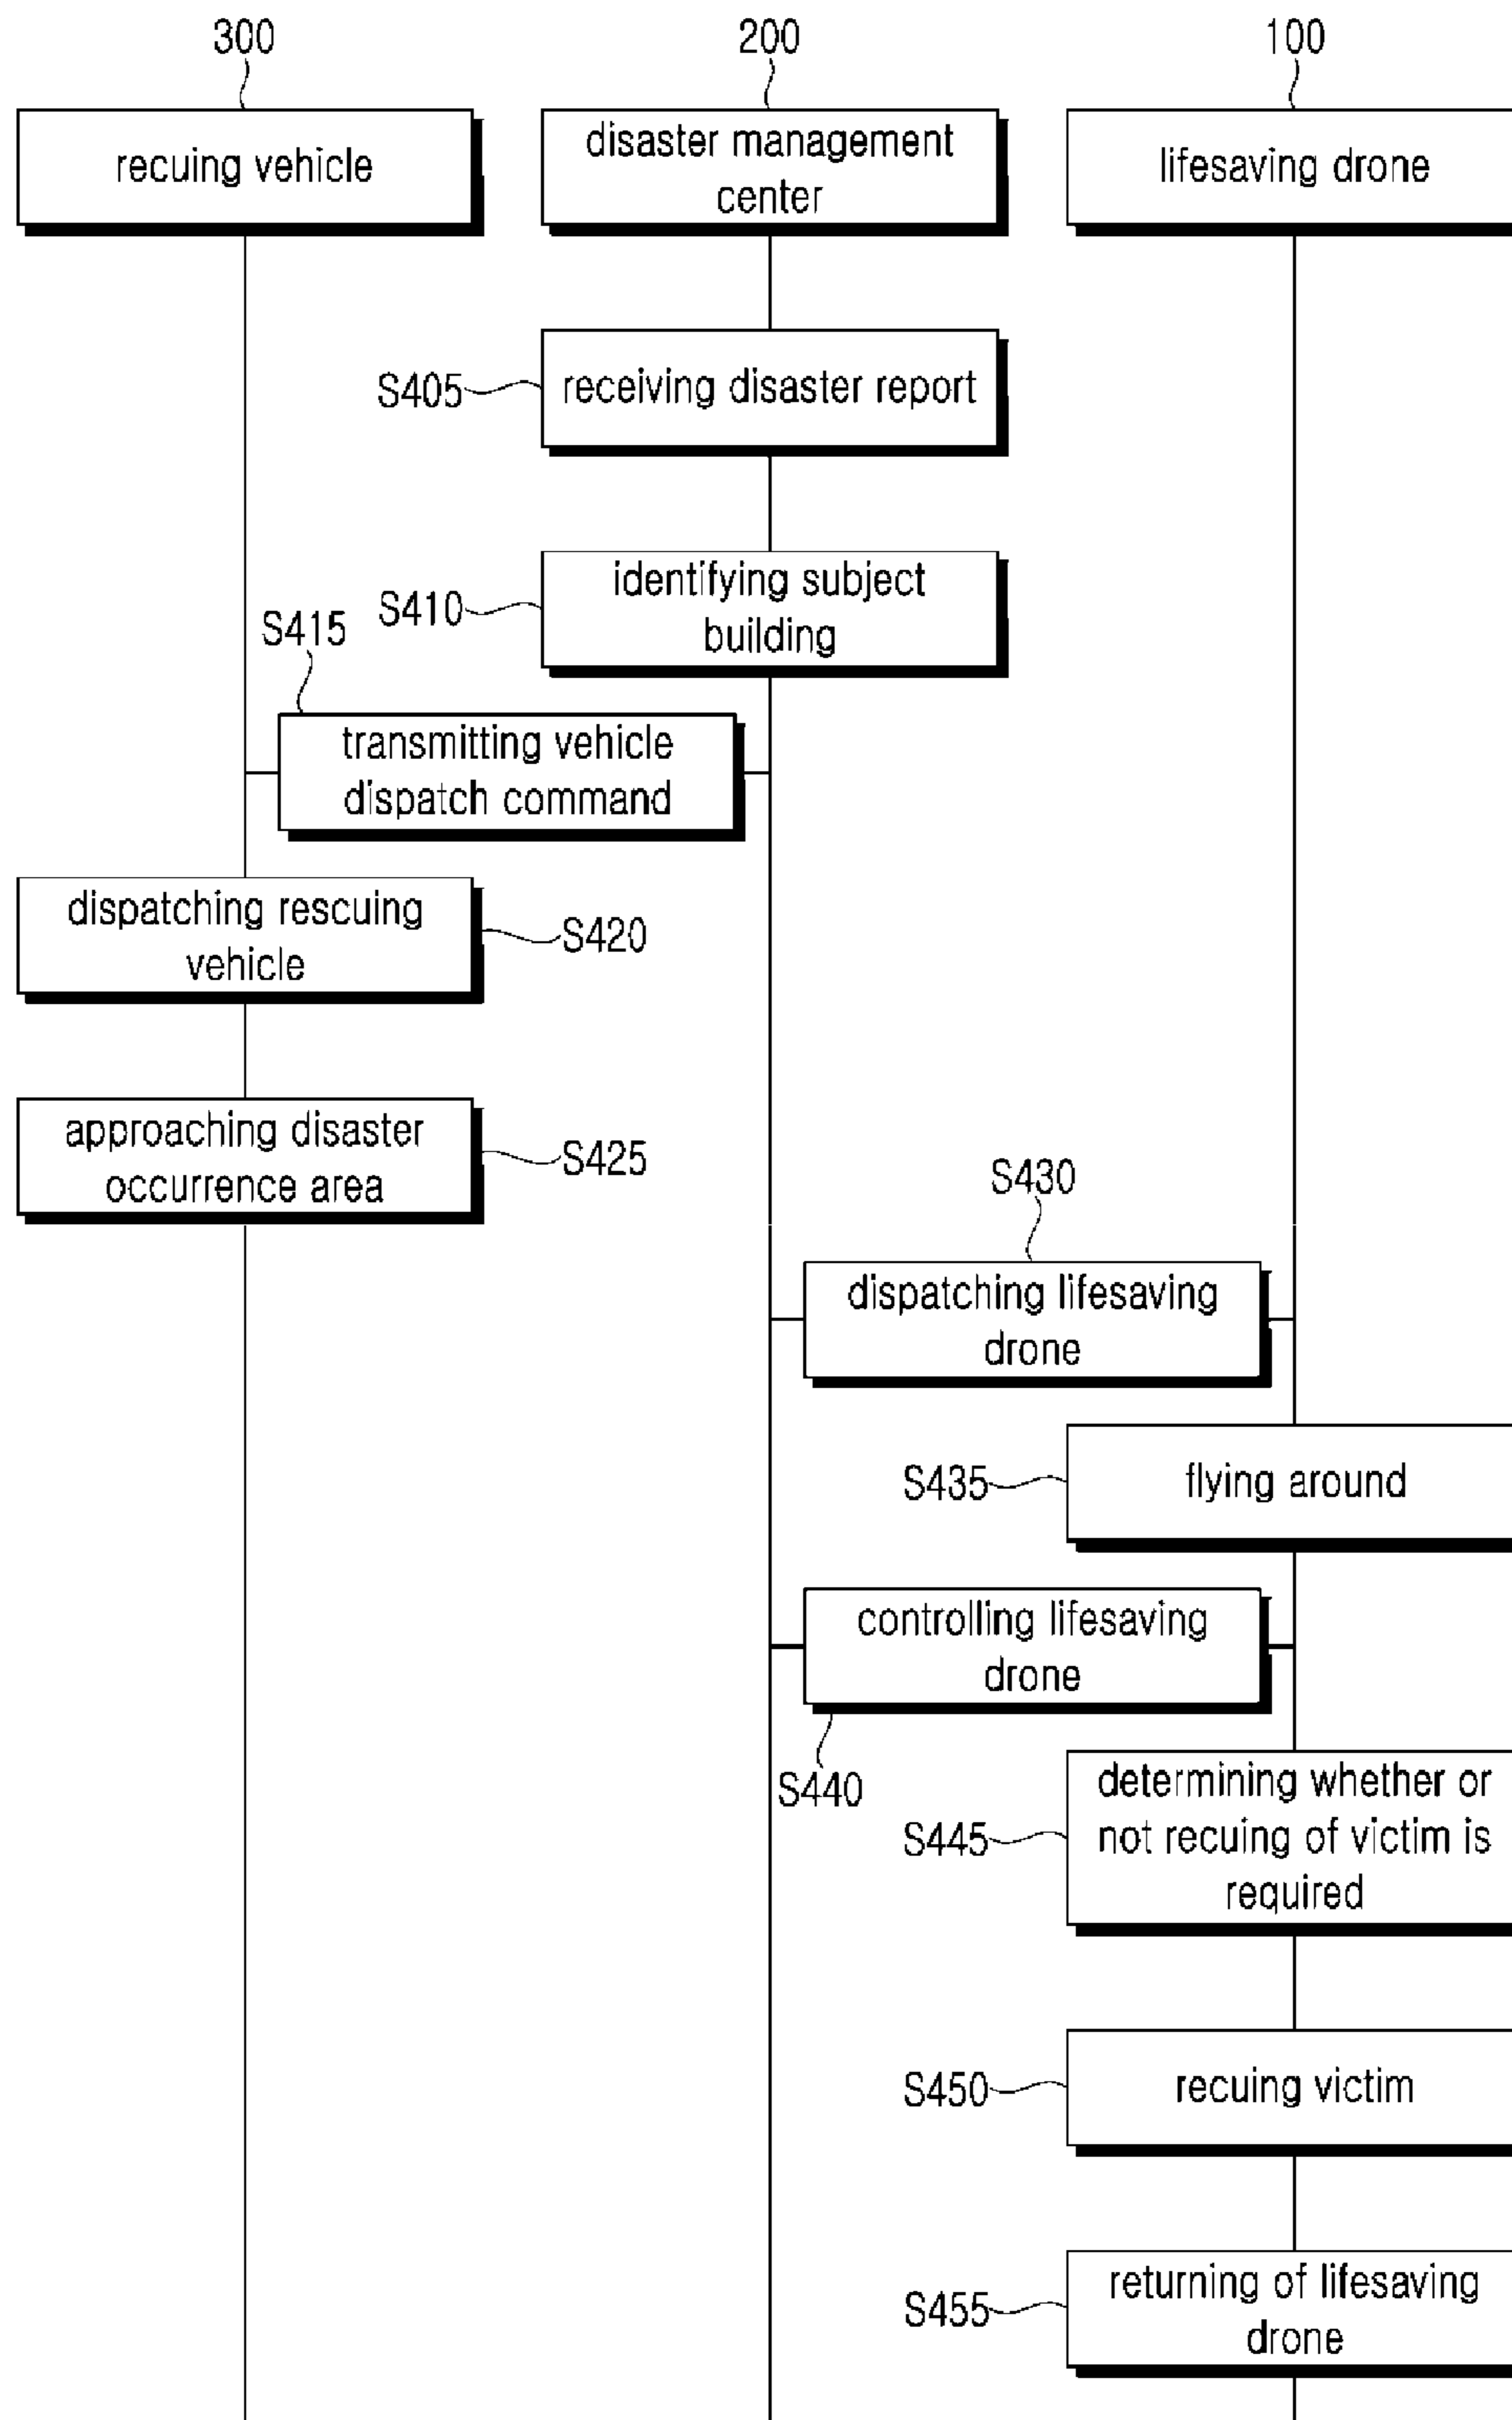 300
200
100
recuing vehicle
disaster management
center
lifesaving drone
S405
receiving disaster report
S410
identifying subject
building
S415
transmitting vehicle
dispatch command
dispatching rescuing
vehicle
S420
approaching disaster
occurrence area
S425
S430
dispatching lifesaving
drone
S435
flying around
controlling lifesaving
drone
S440
S445
determining whether or
not recuing of victim is
required
S450
recuing victim
S455
returning of lifesaving
drone